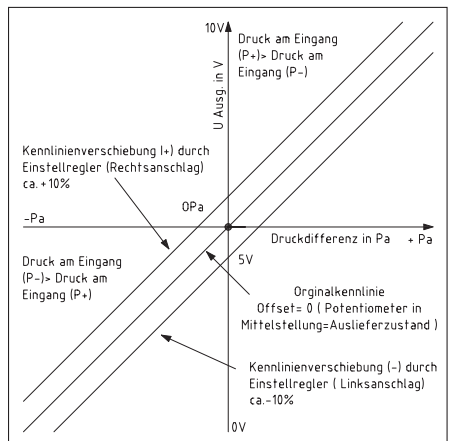 10V
U Ausg. in V
Druck am Eingang
(P+)> Druck am
Eingang (P-)
Kennlinienverschiebung I+) durch
Einstellregler (Rechtsanschlag)
ca. +10%
0Pa
-Pa
Druckdifferenz in Pa
+ Pa
5V
Druck am Eingang
(P-)> Druck am
Eingang (P+)
Orginalkennlinie
Offset= 0 ( Potentiometer in
Mittelstellung=Auslieferzustand )
Kennlinienverschiebung (-) durch
Einstellregler ( Linksanschlag)
ca.-10%
0V